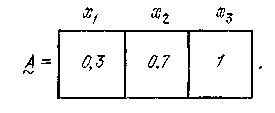 x₁ x₂ x₃
A̰ = 0,3 0.7 1 .